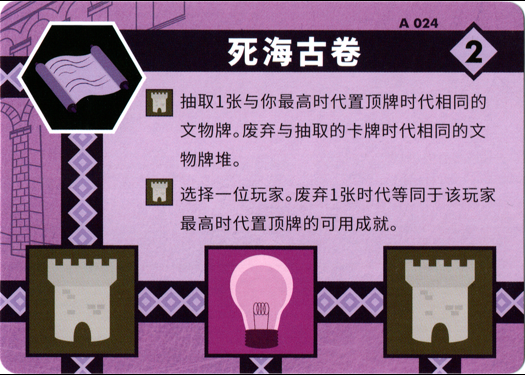 A 024
死海古卷
2
抽取1张与你最高时代置顶牌时代相同的
文物牌。废弃与抽取的卡牌时代相同的文
物牌堆。
选择一位玩家。废弃1张时代等同于该玩家
最高时代置顶牌的可用成就。